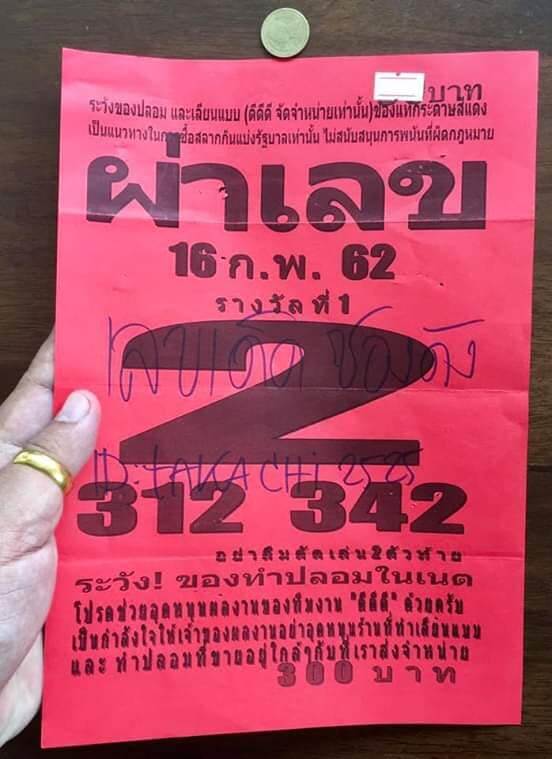 บาท
ระวังของปลอม และเลียนแบบ (ดีดีดี จัดจำหน่ายเท่านั้น)ของแท้กระดาษสีแดง
เป็นแนวทางในการซื้อสลากกินแบ่งรัฐบาลเท่านั้น ไม่สนับสนุนการพนันที่ผิดกฎหมาย
ผ่าเลข
16 ก.พ. 62
รางวัลที่ 1
2
เลขเด็ด ซองดัง
ID: tAKACHi 2525
312 342
อย่าลืมตัดเล่น2ตัวท้าย
ระวัง! ของทำปลอมในเนต
โปรดช่วยอุดหนุนผลงานของทีมงาน "ดีดีดี" ด้วยครับ
เป็นกำลังใจให้เจ้าของผลงานอย่าอุดหนุนร้านที่ทำเลียนแบบ
และ ทำปลอมที่ขายอยู่ใกล้ๆกับที่เราส่งจำหน่าย
300 บาท